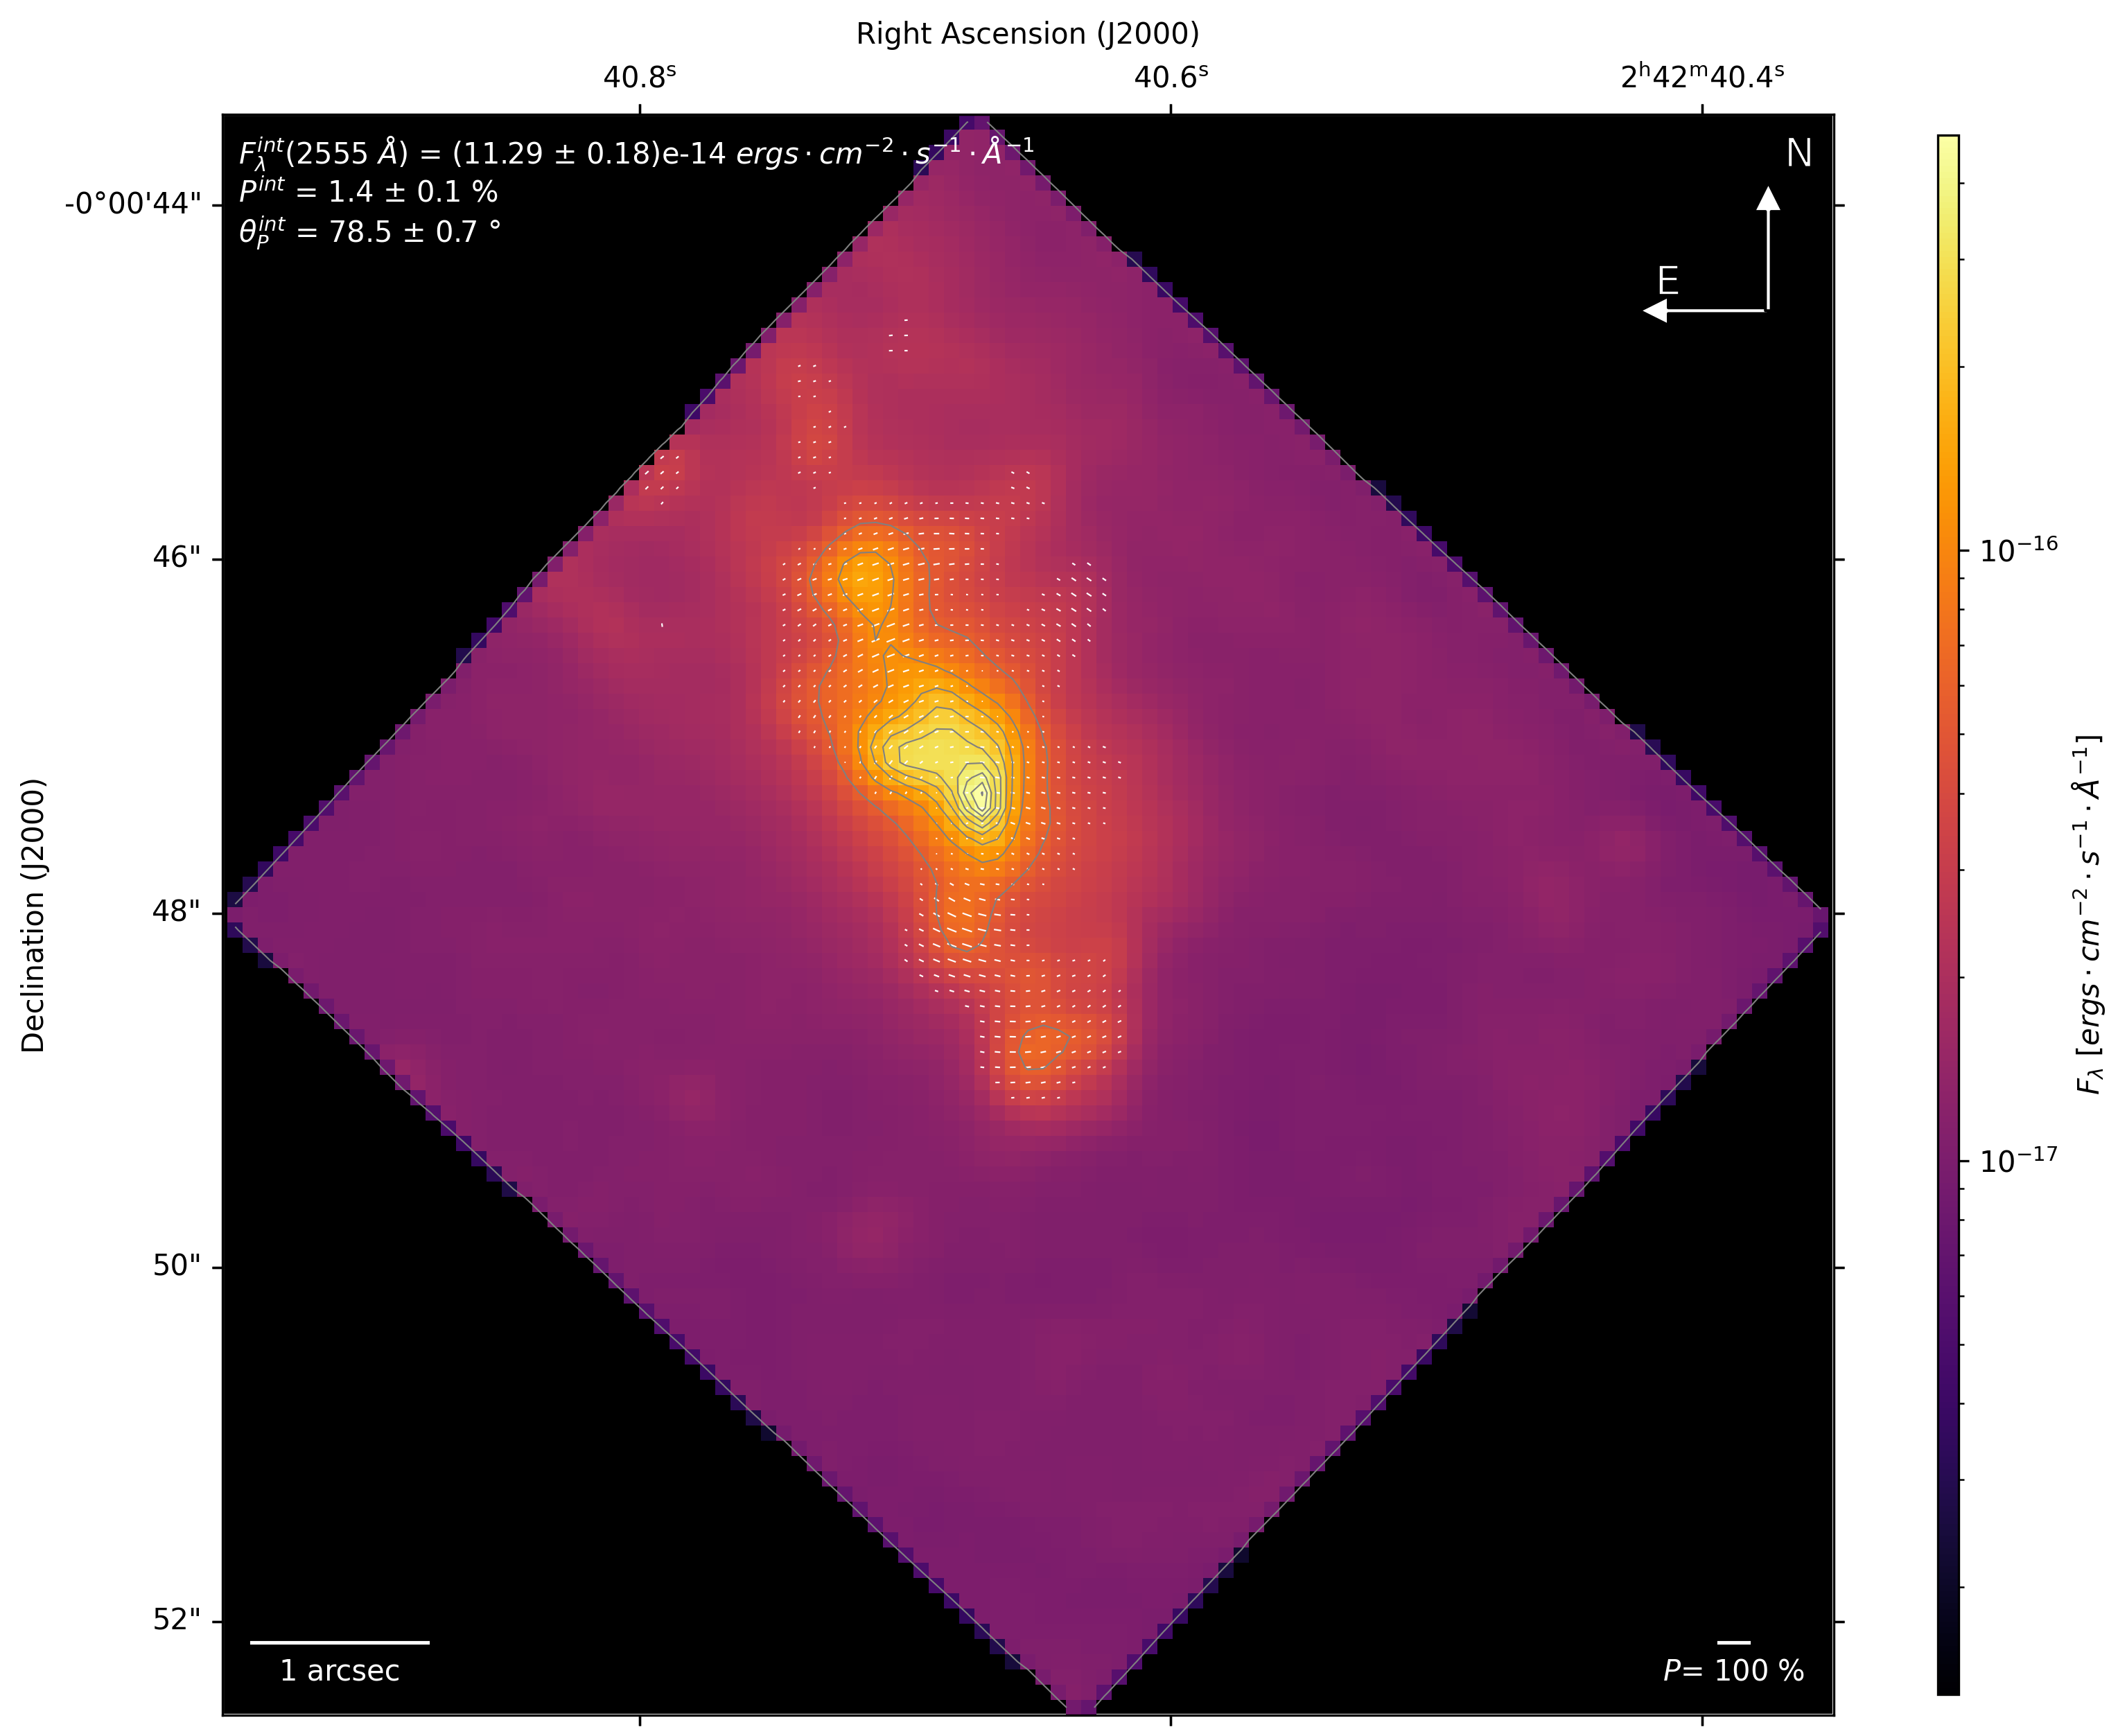 Right Ascension (J2000)
40.8ˢ 40.6ˢ 2ʰ42ᵐ40.4ˢ
F_λ^int(2555 Å) = (11.29 ± 0.18)e-14 ergs · cm⁻² · s⁻¹ · Å⁻¹
P^int = 1.4 ± 0.1 %
θ_P^int = 78.5 ± 0.7 °
N
E
-0°00'44"
46"
48"
50"
52"
Declination (J2000)
1 arcsec
P= 100 %
10⁻¹⁶
10⁻¹⁷
F_λ [ergs · cm⁻² · s⁻¹ · Å⁻¹]